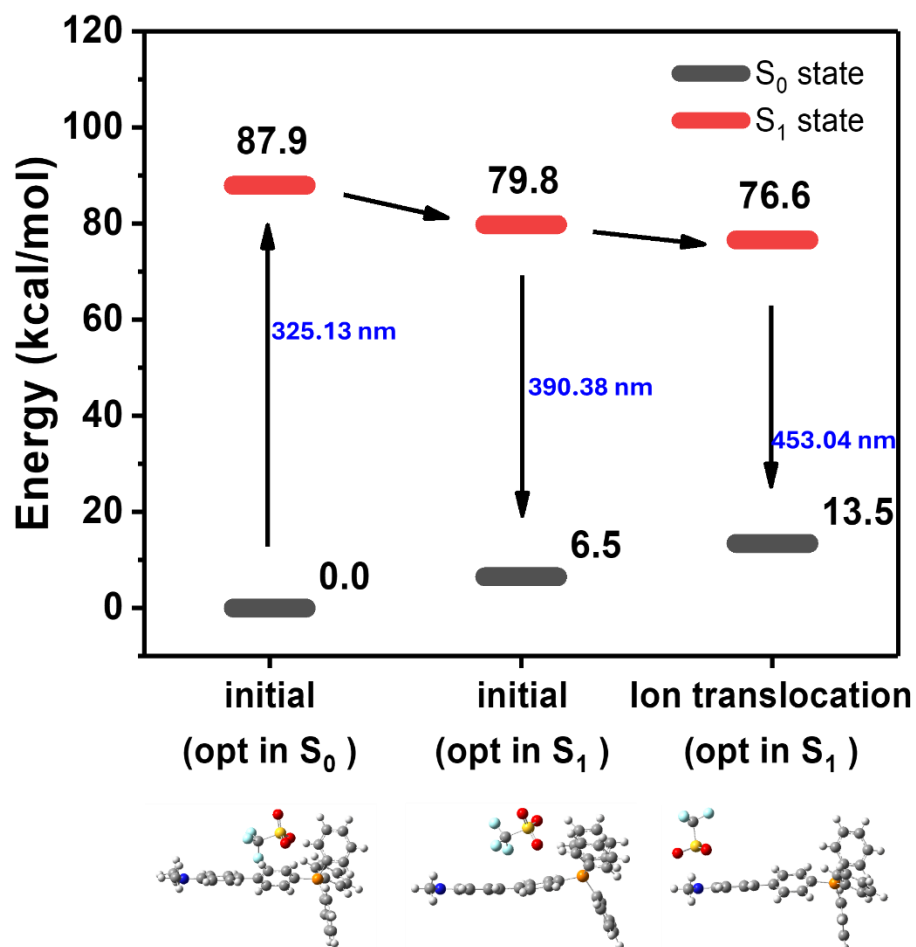 120
100
80
60
40
20
0
Energy (kcal/mol)
S₀ state
S₁ state
87.9
79.8
76.6
325.13 nm
390.38 nm
453.04 nm
0.0
6.5
13.5
initial
(opt in S₀ )
initial
(opt in S₁ )
Ion translocation
(opt in S₁ )